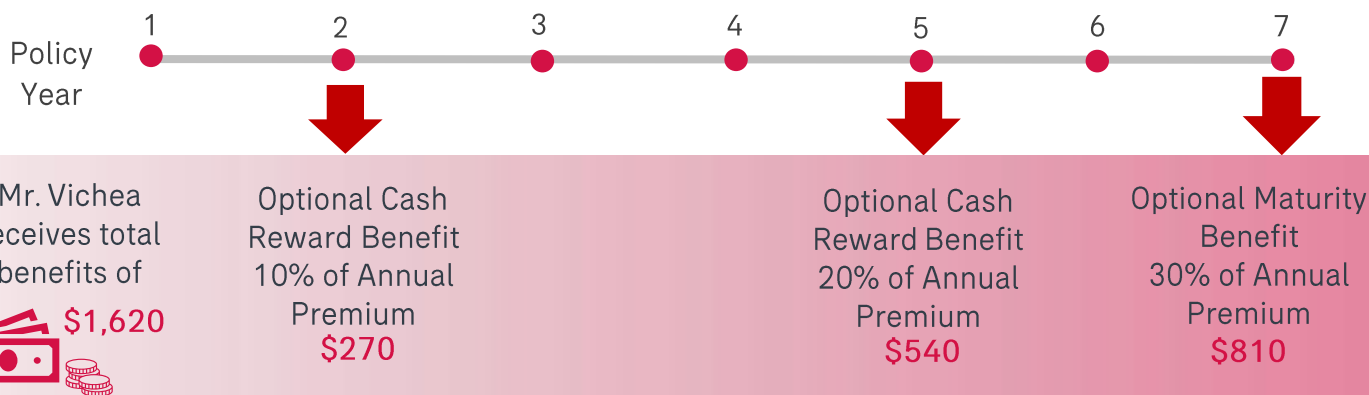 1 2 3 4 5 6 7
Policy
Year
Mr. Vichea
eceives total
benefits of
$1,620
Optional Cash
Reward Benefit
10% of Annual
Premium
$270
Optional Cash
Reward Benefit
20% of Annual
Premium
$540
Optional Maturity
Benefit
30% of Annual
Premium
$810